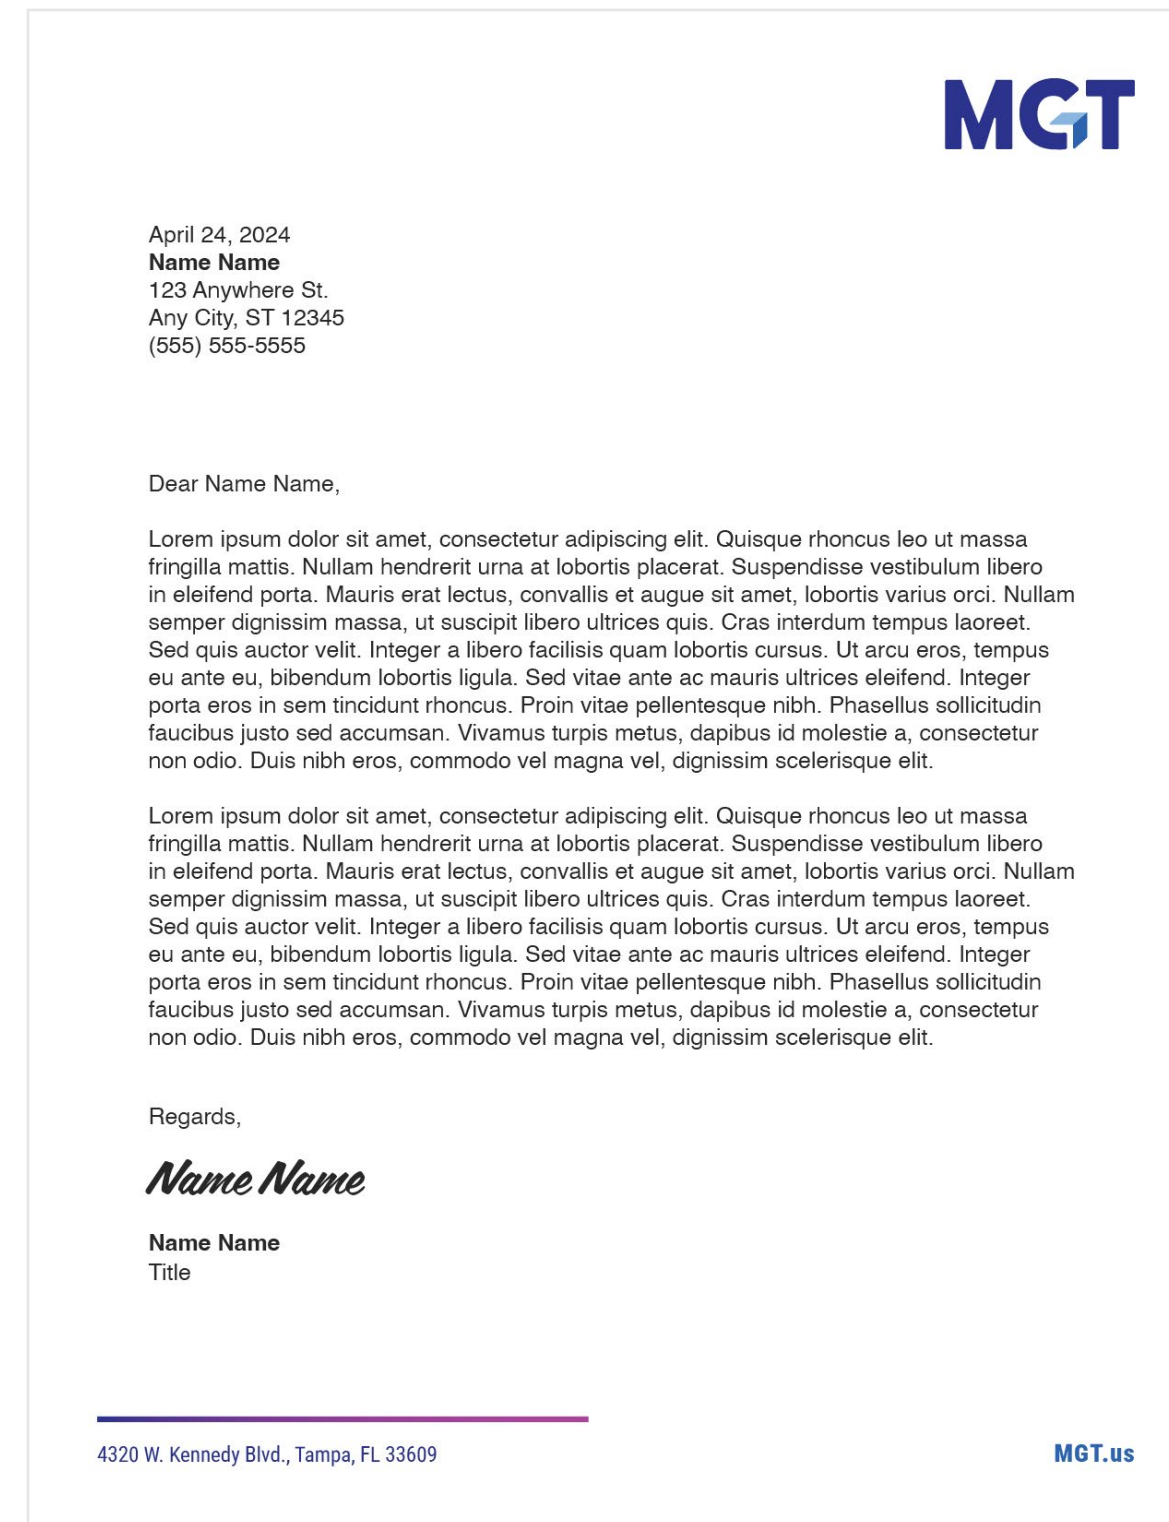 MGT
April 24, 2024
Name Name
123 Anywhere St.
Any City, ST 12345
(555) 555-5555
Dear Name Name,
Lorem ipsum dolor sit amet, consectetur adipiscing elit. Quisque rhoncus leo ut massa
fringilla mattis. Nullam hendrerit urna at lobortis placerat. Suspendisse vestibulum libero
in eleifend porta. Mauris erat lectus, convallis et augue sit amet, lobortis varius orci. Nullam
semper dignissim massa, ut suscipit libero ultrices quis. Cras interdum tempus laoreet.
Sed quis auctor velit. Integer a libero facilisis quam lobortis cursus. Ut arcu eros, tempus
eu ante eu, bibendum lobortis ligula. Sed vitae ante ac mauris ultrices eleifend. Integer
porta eros in sem tincidunt rhoncus. Proin vitae pellentesque nibh. Phasellus sollicitudin
faucibus justo sed accumsan. Vivamus turpis metus, dapibus id molestie a, consectetur
non odio. Duis nibh eros, commodo vel magna vel, dignissim scelerisque elit.
Lorem ipsum dolor sit amet, consectetur adipiscing elit. Quisque rhoncus leo ut massa
fringilla mattis. Nullam hendrerit urna at lobortis placerat. Suspendisse vestibulum libero
in eleifend porta. Mauris erat lectus, convallis et augue sit amet, lobortis varius orci. Nullam
semper dignissim massa, ut suscipit libero ultrices quis. Cras interdum tempus laoreet.
Sed quis auctor velit. Integer a libero facilisis quam lobortis cursus. Ut arcu eros, tempus
eu ante eu, bibendum lobortis ligula. Sed vitae ante ac mauris ultrices eleifend. Integer
porta eros in sem tincidunt rhoncus. Proin vitae pellentesque nibh. Phasellus sollicitudin
faucibus justo sed accumsan. Vivamus turpis metus, dapibus id molestie a, consectetur
non odio. Duis nibh eros, commodo vel magna vel, dignissim scelerisque elit.
Regards,
Name Name
Name Name
Title
4320 W. Kennedy Blvd., Tampa, FL 33609
MGT.us